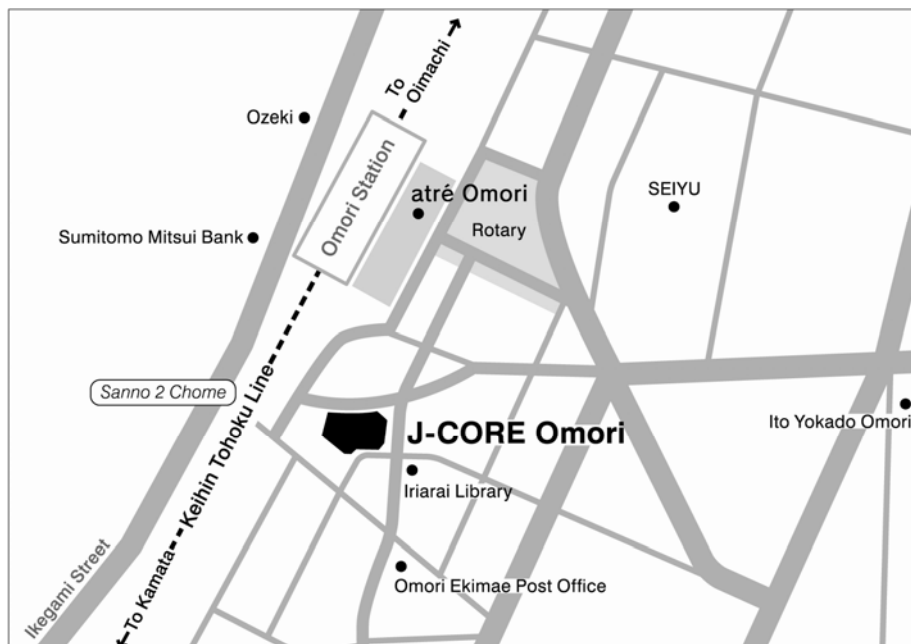 To
Oimachi
Ozeki
Omori Station
atré Omori
SEIYU
Rotary
Sumitomo Mitsui Bank
Sanno 2 Chome
Keihin Tohoku Line
Ito Yokado Omori
J-CORE Omori
Iriarai Library
Ikegami Street
To Kamata
Omori Ekimae Post Office